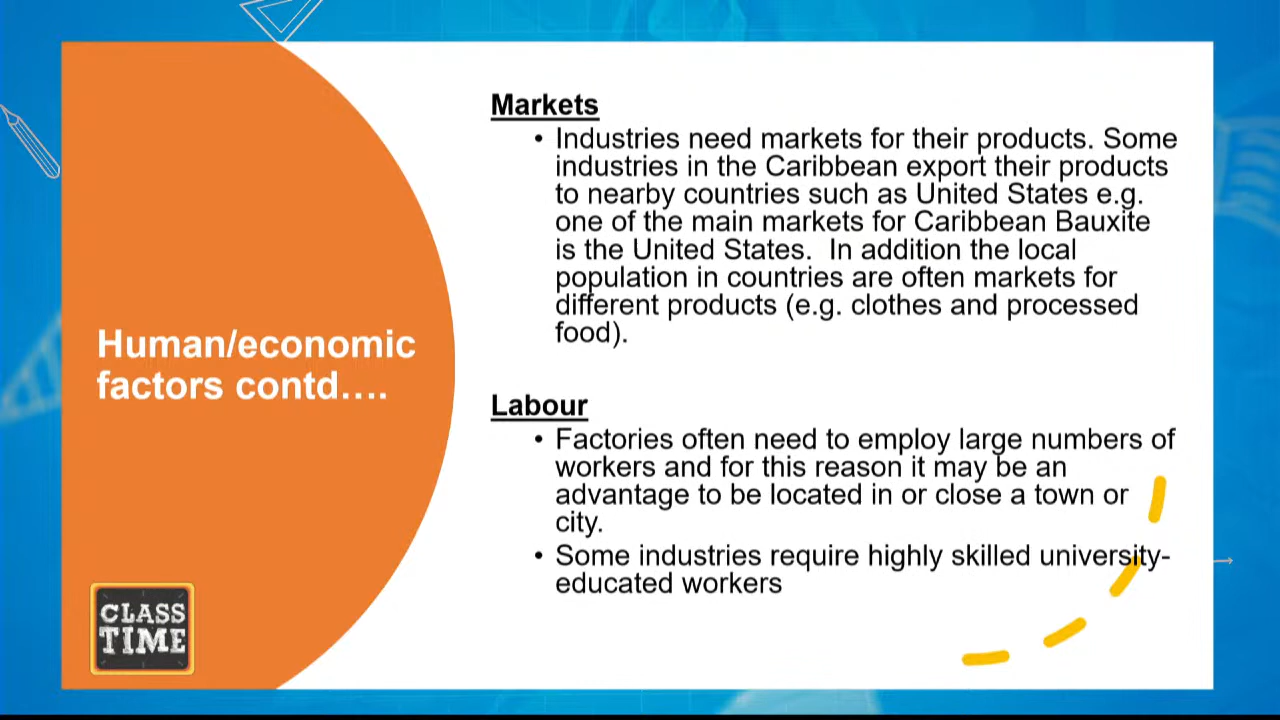 Markets
• Industries need markets for their products. Some
industries in the Caribbean export their products
to nearby countries such as United States e.g.
one of the main markets for Caribbean Bauxite
is the United States.  In addition the local
population in countries are often markets for
different products (e.g. clothes and processed
food).
Human/economic
factors contd….
Labour
• Factories often need to employ large numbers of
workers and for this reason it may be an
advantage to be located in or close a town or
city.
• Some industries require highly skilled university-
educated workers
CLASS
TIME